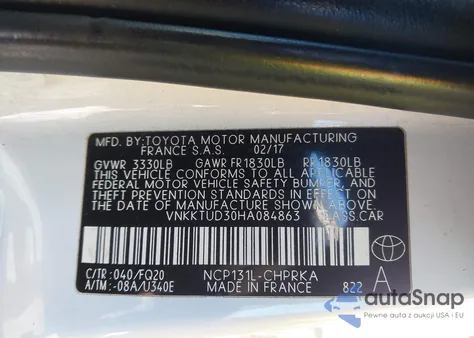 MFD. BY: TOYOTA MOTOR MANUFACTURING
FRANCE S.A.S. 02/17
GVWR 3330LB GAWR FR1830LB RR1830LB
THIS VEHICLE CONFORMS TO ALL APPLICABLE
FEDERAL MOTOR VEHICLE SAFETY, BUMPER, AND
THEFT PREVENTION STANDARDS IN EFFECT ON THE
DATE OF MANUFACTURE SHOWN ABOVE.
VNKKTUD30HA084863 PASS.CAR
C/TR: 040/FQ20 NCP131L-CHPRKA A
A/TM: -08A/U340E MADE IN FRANCE 822
autoSnap
Pewne auta z aukcji USA i EU